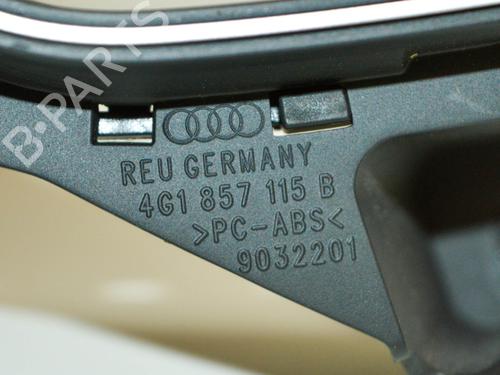 B-PARTS
REU GERMANY
4G1 857 115 B
>PC-ABS<
9032201